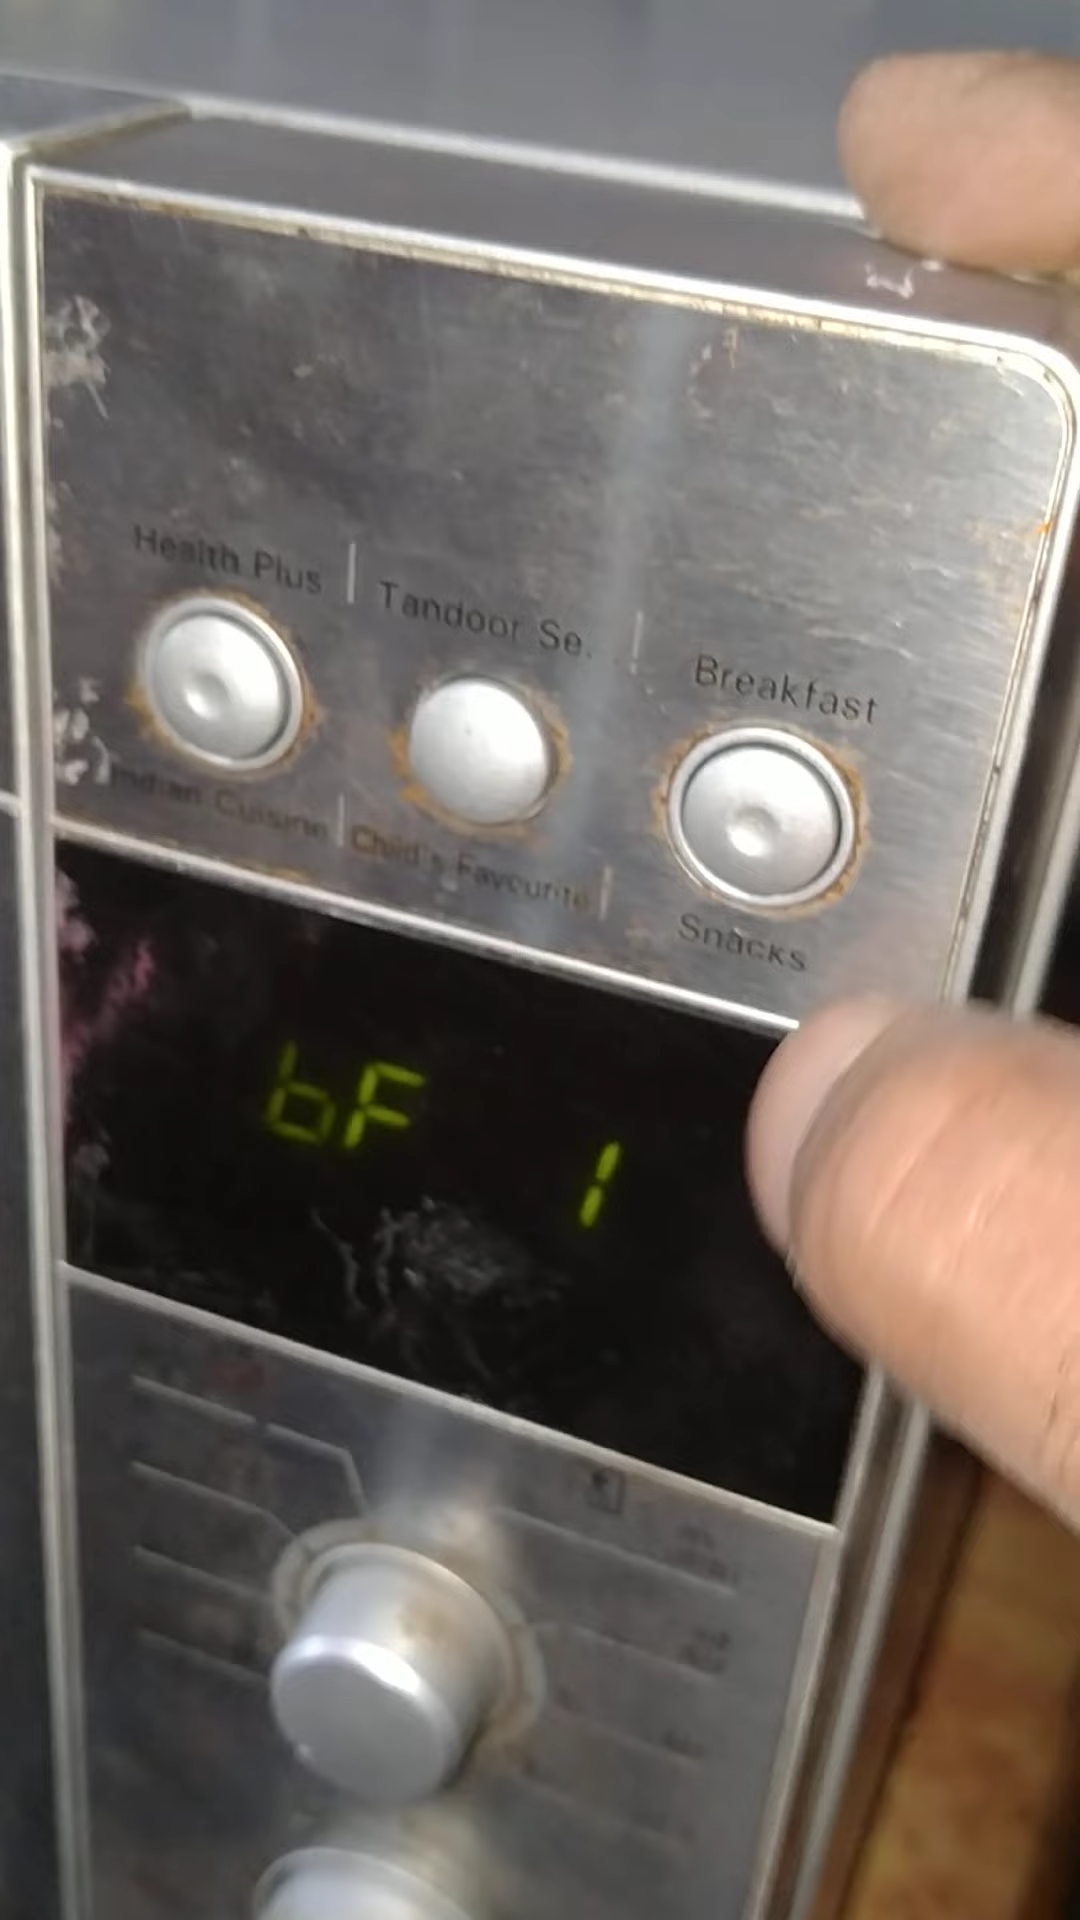 Health Plus | Tandoor Se. | Breakfast
Indian Cuisine | Child's Favourite | Snacks
bF 1